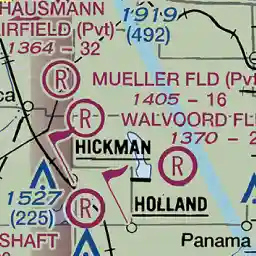 HAUSMANN
AIRFIELD (Pvt)
1364 - 32
1919
(492)
R
MUELLER FLD (Pvt
1405 - 16
R
WALVOORD FL
1370 - 2
HICKMAN
R
1527
(225)
R
HOLLAND
SHAFT
Panama